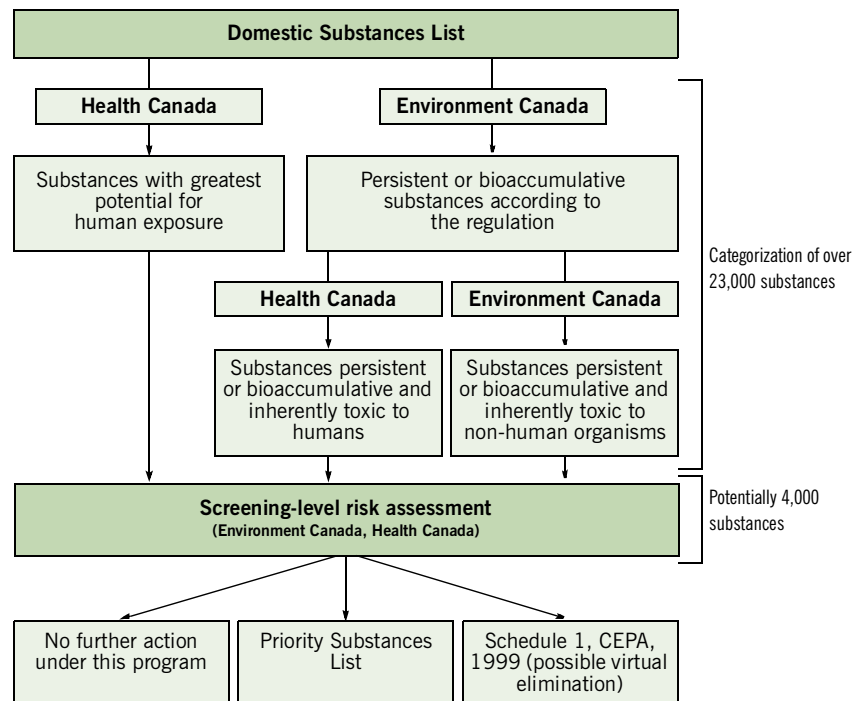 Domestic Substances List
Health Canada
Environment Canada
Substances with greatest
potential for
human exposure
Persistent or bioaccumulative
substances according to
the regulation
Categorization of over
23,000 substances
Health Canada
Environment Canada
Substances persistent
or bioaccumulative and
inherently toxic to
humans
Substances persistent
or bioaccumulative and
inherently toxic to
non-human organisms
Screening-level risk assessment
(Environment Canada, Health Canada)
Potentially 4,000
substances
No further action
under this program
Priority Substances
List
Schedule 1, CEPA,
1999 (possible virtual
elimination)